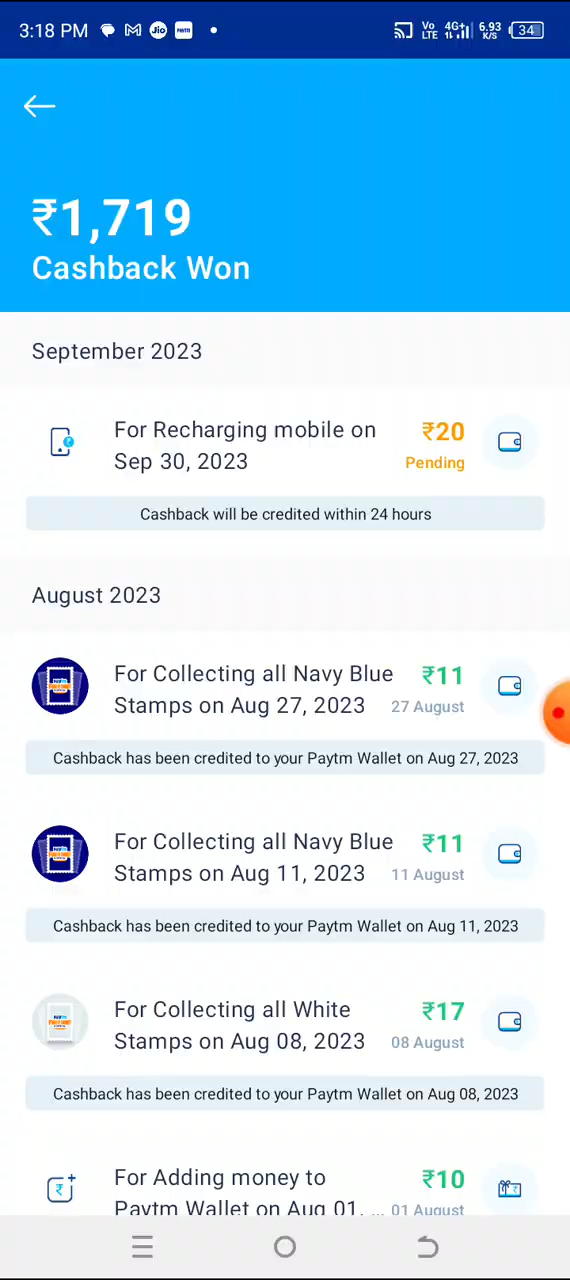 3:18 PM
Jio
Paytm
Vo
LTE
4G+
6.93
K/S
34
₹1,719
Cashback Won
September 2023
For Recharging mobile on
₹20
Sep 30, 2023
Pending
Cashback will be credited within 24 hours
August 2023
For Collecting all Navy Blue
₹11
Stamps on Aug 27, 2023
27 August
Cashback has been credited to your Paytm Wallet on Aug 27, 2023
For Collecting all Navy Blue
₹11
Stamps on Aug 11, 2023
11 August
Cashback has been credited to your Paytm Wallet on Aug 11, 2023
For Collecting all White
₹17
Stamps on Aug 08, 2023
08 August
Cashback has been credited to your Paytm Wallet on Aug 08, 2023
For Adding money to
₹10
Paytm Wallet on Aug 01, ...
01 August